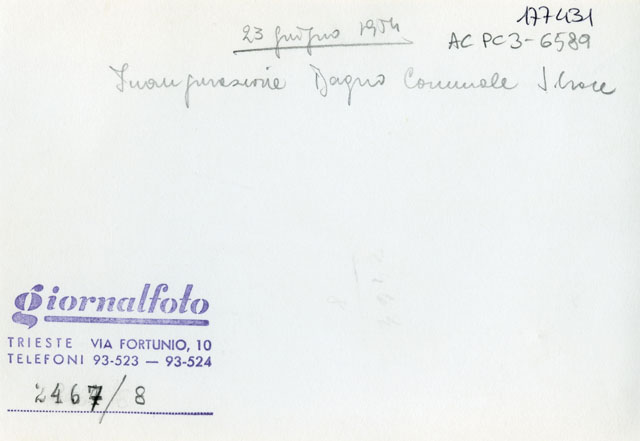 177431
23 giugno 1954
AC PC3-6589
Inaugurazione Bagno Comunale S. Croce
giornalfoto
TRIESTE VIA FORTUNIO, 10
TELEFONI 93-523 — 93-524
2467/8